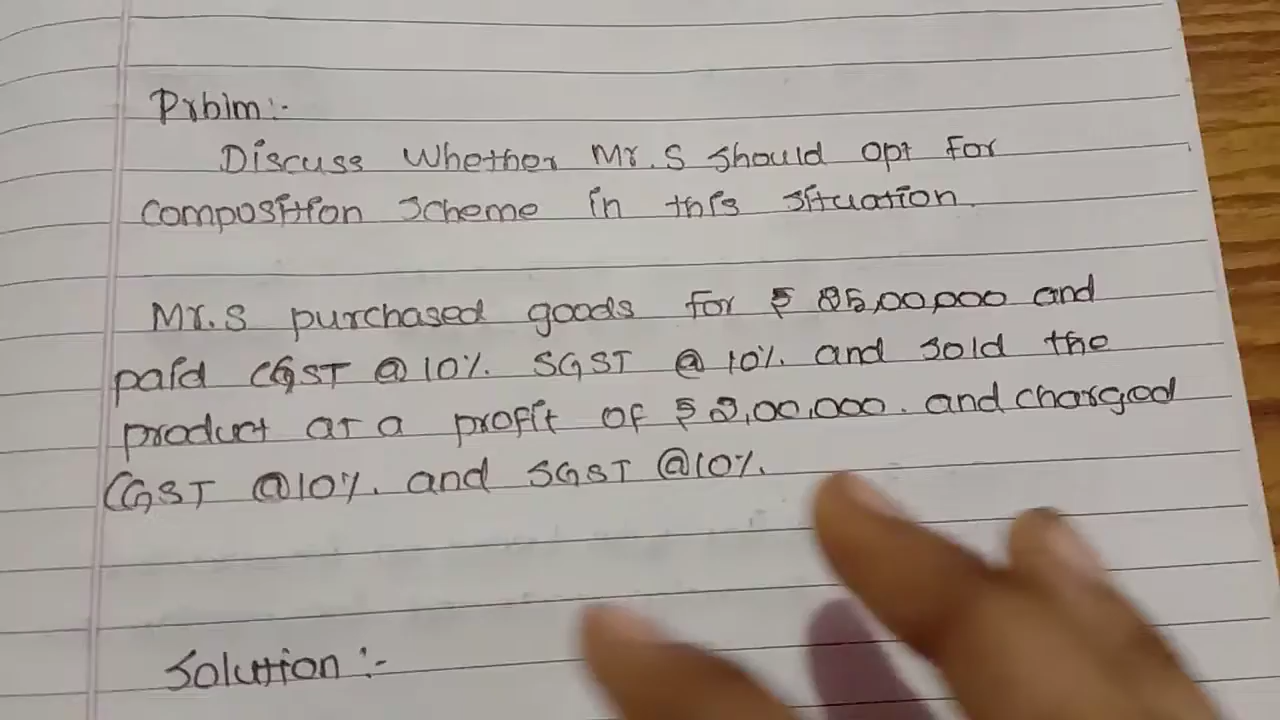 Prblm:-
Discuss Whether Mr.S should opt for
composition scheme in this situation.
Mr.S purchased goods for ₹ 85,00,000 and
paid CGST @ 10%. SGST @ 10%. and sold the
product at a profit of ₹ 2,00,000. and charged
CGST @10%. and SGST @10%.
Solution :-